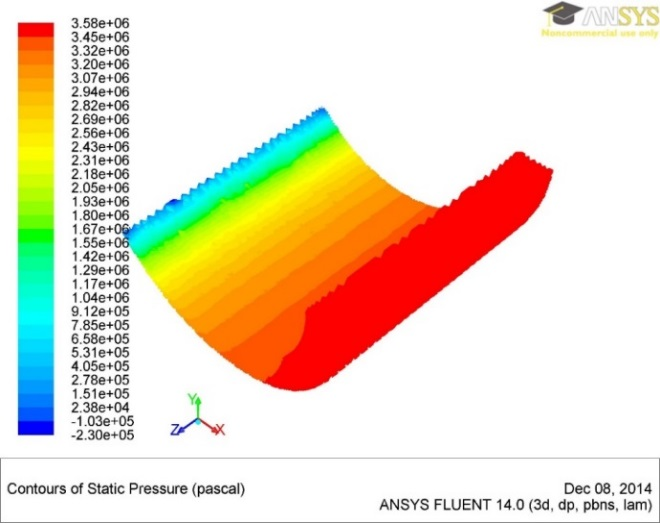 3.58e+06
3.45e+06
3.32e+06
3.20e+06
3.07e+06
2.94e+06
2.82e+06
2.69e+06
2.56e+06
2.43e+06
2.31e+06
2.18e+06
2.05e+06
1.93e+06
1.80e+06
1.67e+06
1.55e+06
1.42e+06
1.29e+06
1.17e+06
1.04e+06
9.12e+05
7.85e+05
6.58e+05
5.31e+05
4.05e+05
2.78e+05
1.51e+05
2.38e+04
-1.03e+05
-2.30e+05
ANSYS
Noncommercial use only
Y
Z X
Contours of Static Pressure (pascal)
Dec 08, 2014
ANSYS FLUENT 14.0 (3d, dp, pbns, lam)